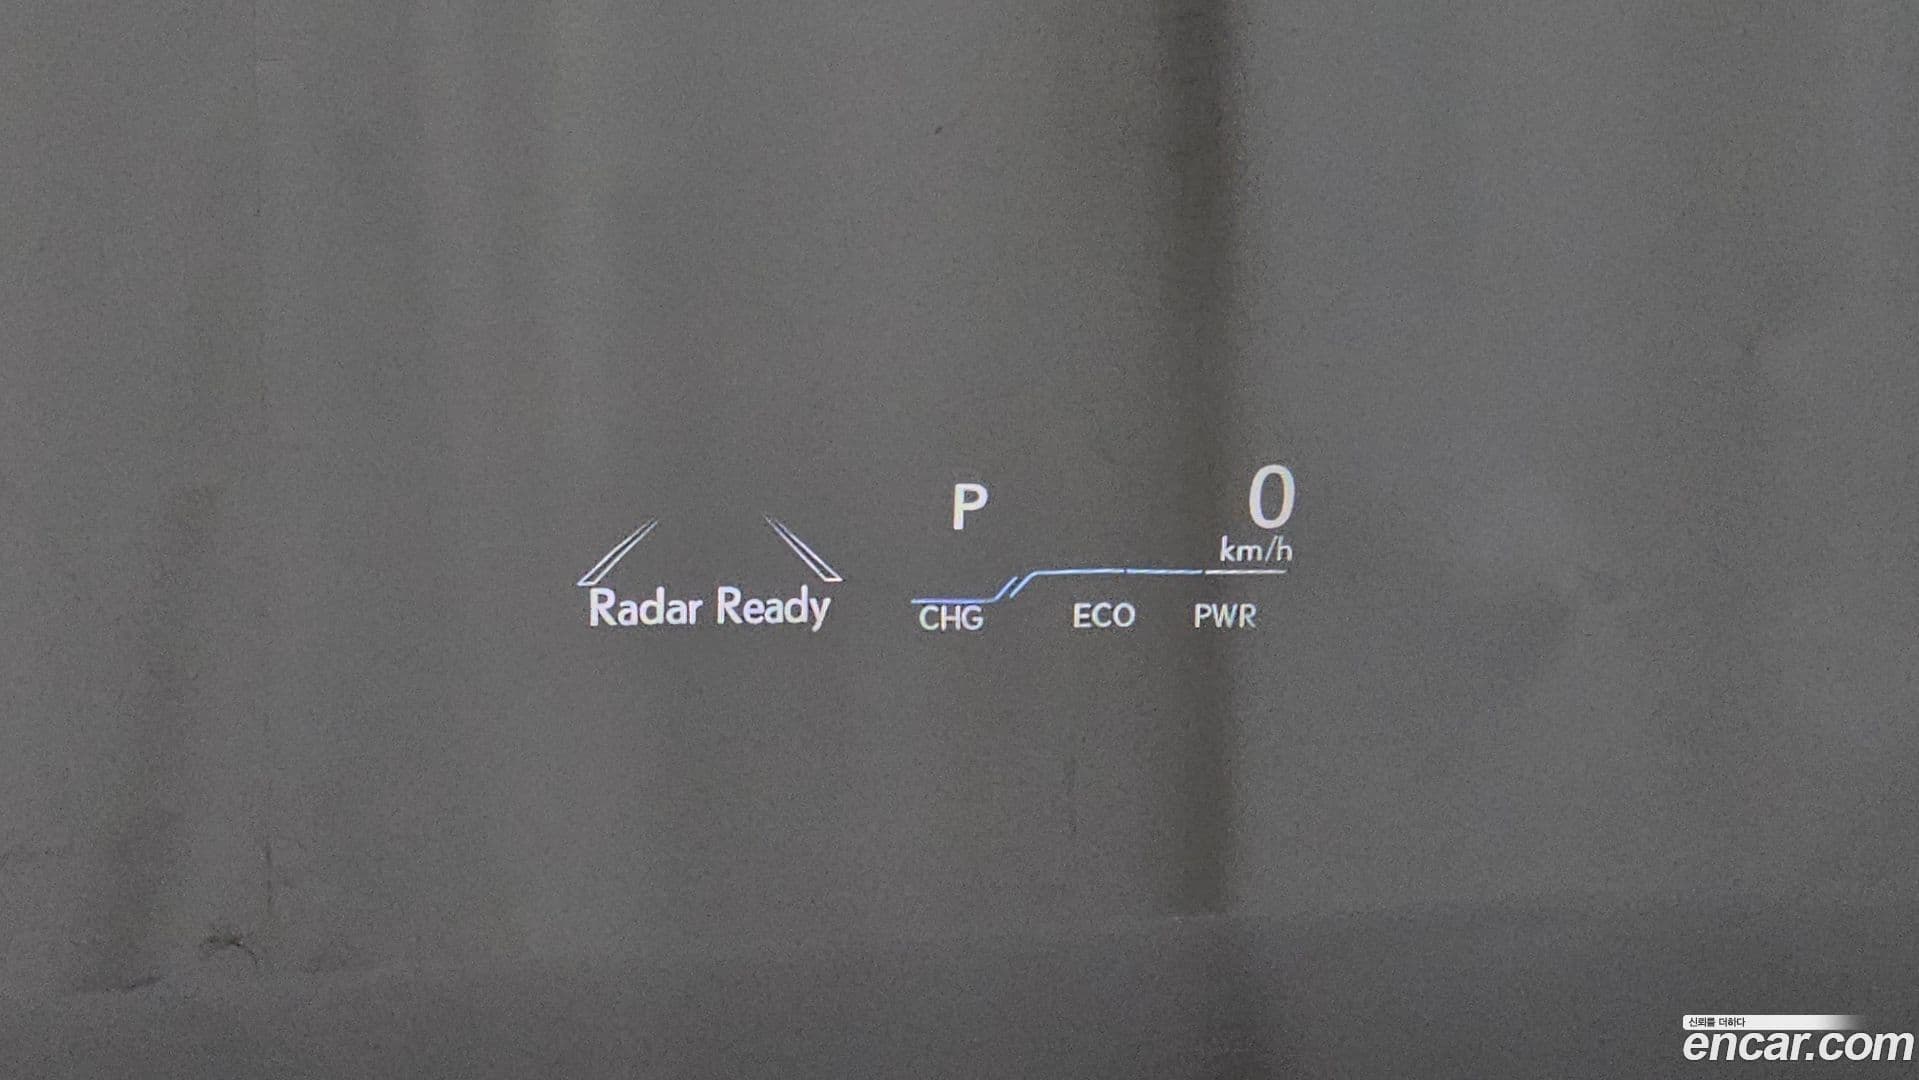 P
0
km/h
Radar Ready
CHG ECO PWR
신뢰를 더하다
encar.com